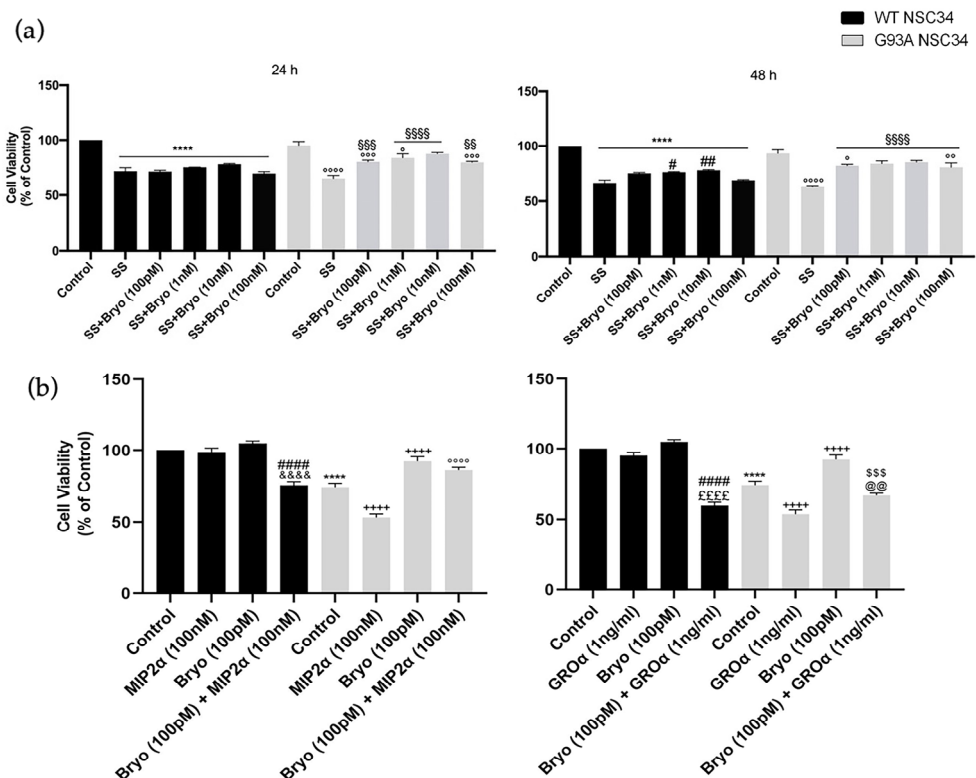 (a)
WT NSC34
G93A NSC34
24 h
Cell Viability
(% of Control)
150
100
50
0
****
°°°°
§§§
°°°
§§§§
°
§§
°°°
Control
SS
SS+Bryo (100pM)
SS+Bryo (1nM)
SS+Bryo (10nM)
SS+Bryo (100nM)
Control
SS
SS+Bryo (100pM)
SS+Bryo (1nM)
SS+Bryo (10nM)
SS+Bryo (100nM)
48 h
150
100
50
0
****
#
##
°°°°
§§§§
°
°°
Control
SS
SS+Bryo (100pM)
SS+Bryo (1nM)
SS+Bryo (10nM)
SS+Bryo (100nM)
Control
SS
SS+Bryo (100pM)
SS+Bryo (1nM)
SS+Bryo (10nM)
SS+Bryo (100nM)
(b)
Cell Viability
(% of Control)
150
100
50
0
####
&&&&
****
++++
++++
°°°°
Control
MIP2α (100nM)
Bryo (100pM)
Bryo (100pM) + MIP2α (100nM)
Control
MIP2α (100nM)
Bryo (100pM)
Bryo (100pM) + MIP2α (100nM)
150
100
50
0
####
££££
****
++++
++++
$$$
@@
Control
GROα (1ng/ml)
Bryo (100pM)
Bryo (100pM) + GROα (1ng/ml)
Control
GROα (1ng/ml)
Bryo (100pM)
Bryo (100pM) + GROα (1ng/ml)